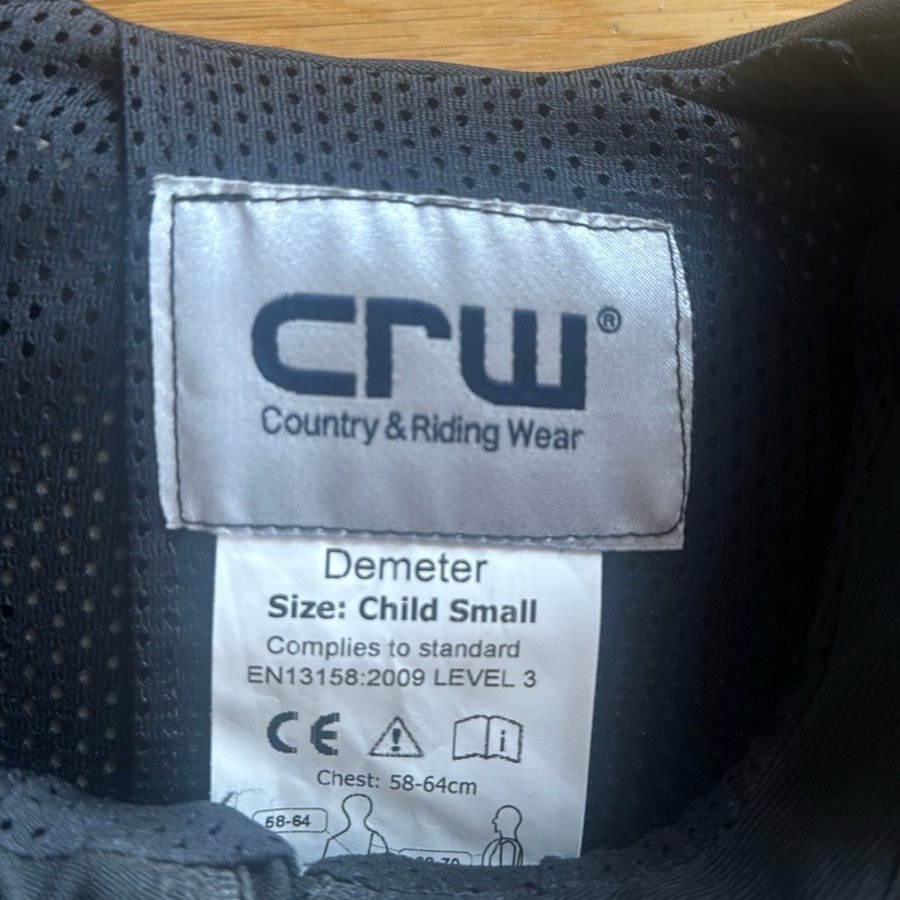 crw®
Country & Riding Wear
Demeter
Size: Child Small
Complies to standard
EN13158:2009 LEVEL 3
CE
Chest: 58-64cm
58-64